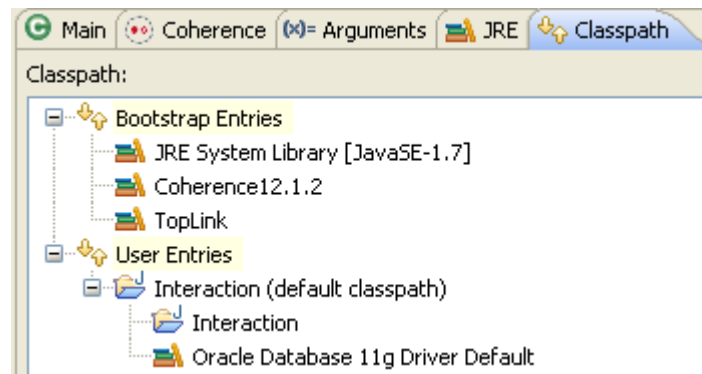 Main Coherence (x)= Arguments JRE Classpath
Classpath:
Bootstrap Entries
JRE System Library [JavaSE-1.7]
Coherence12.1.2
TopLink
User Entries
Interaction (default classpath)
Interaction
Oracle Database 11g Driver Default